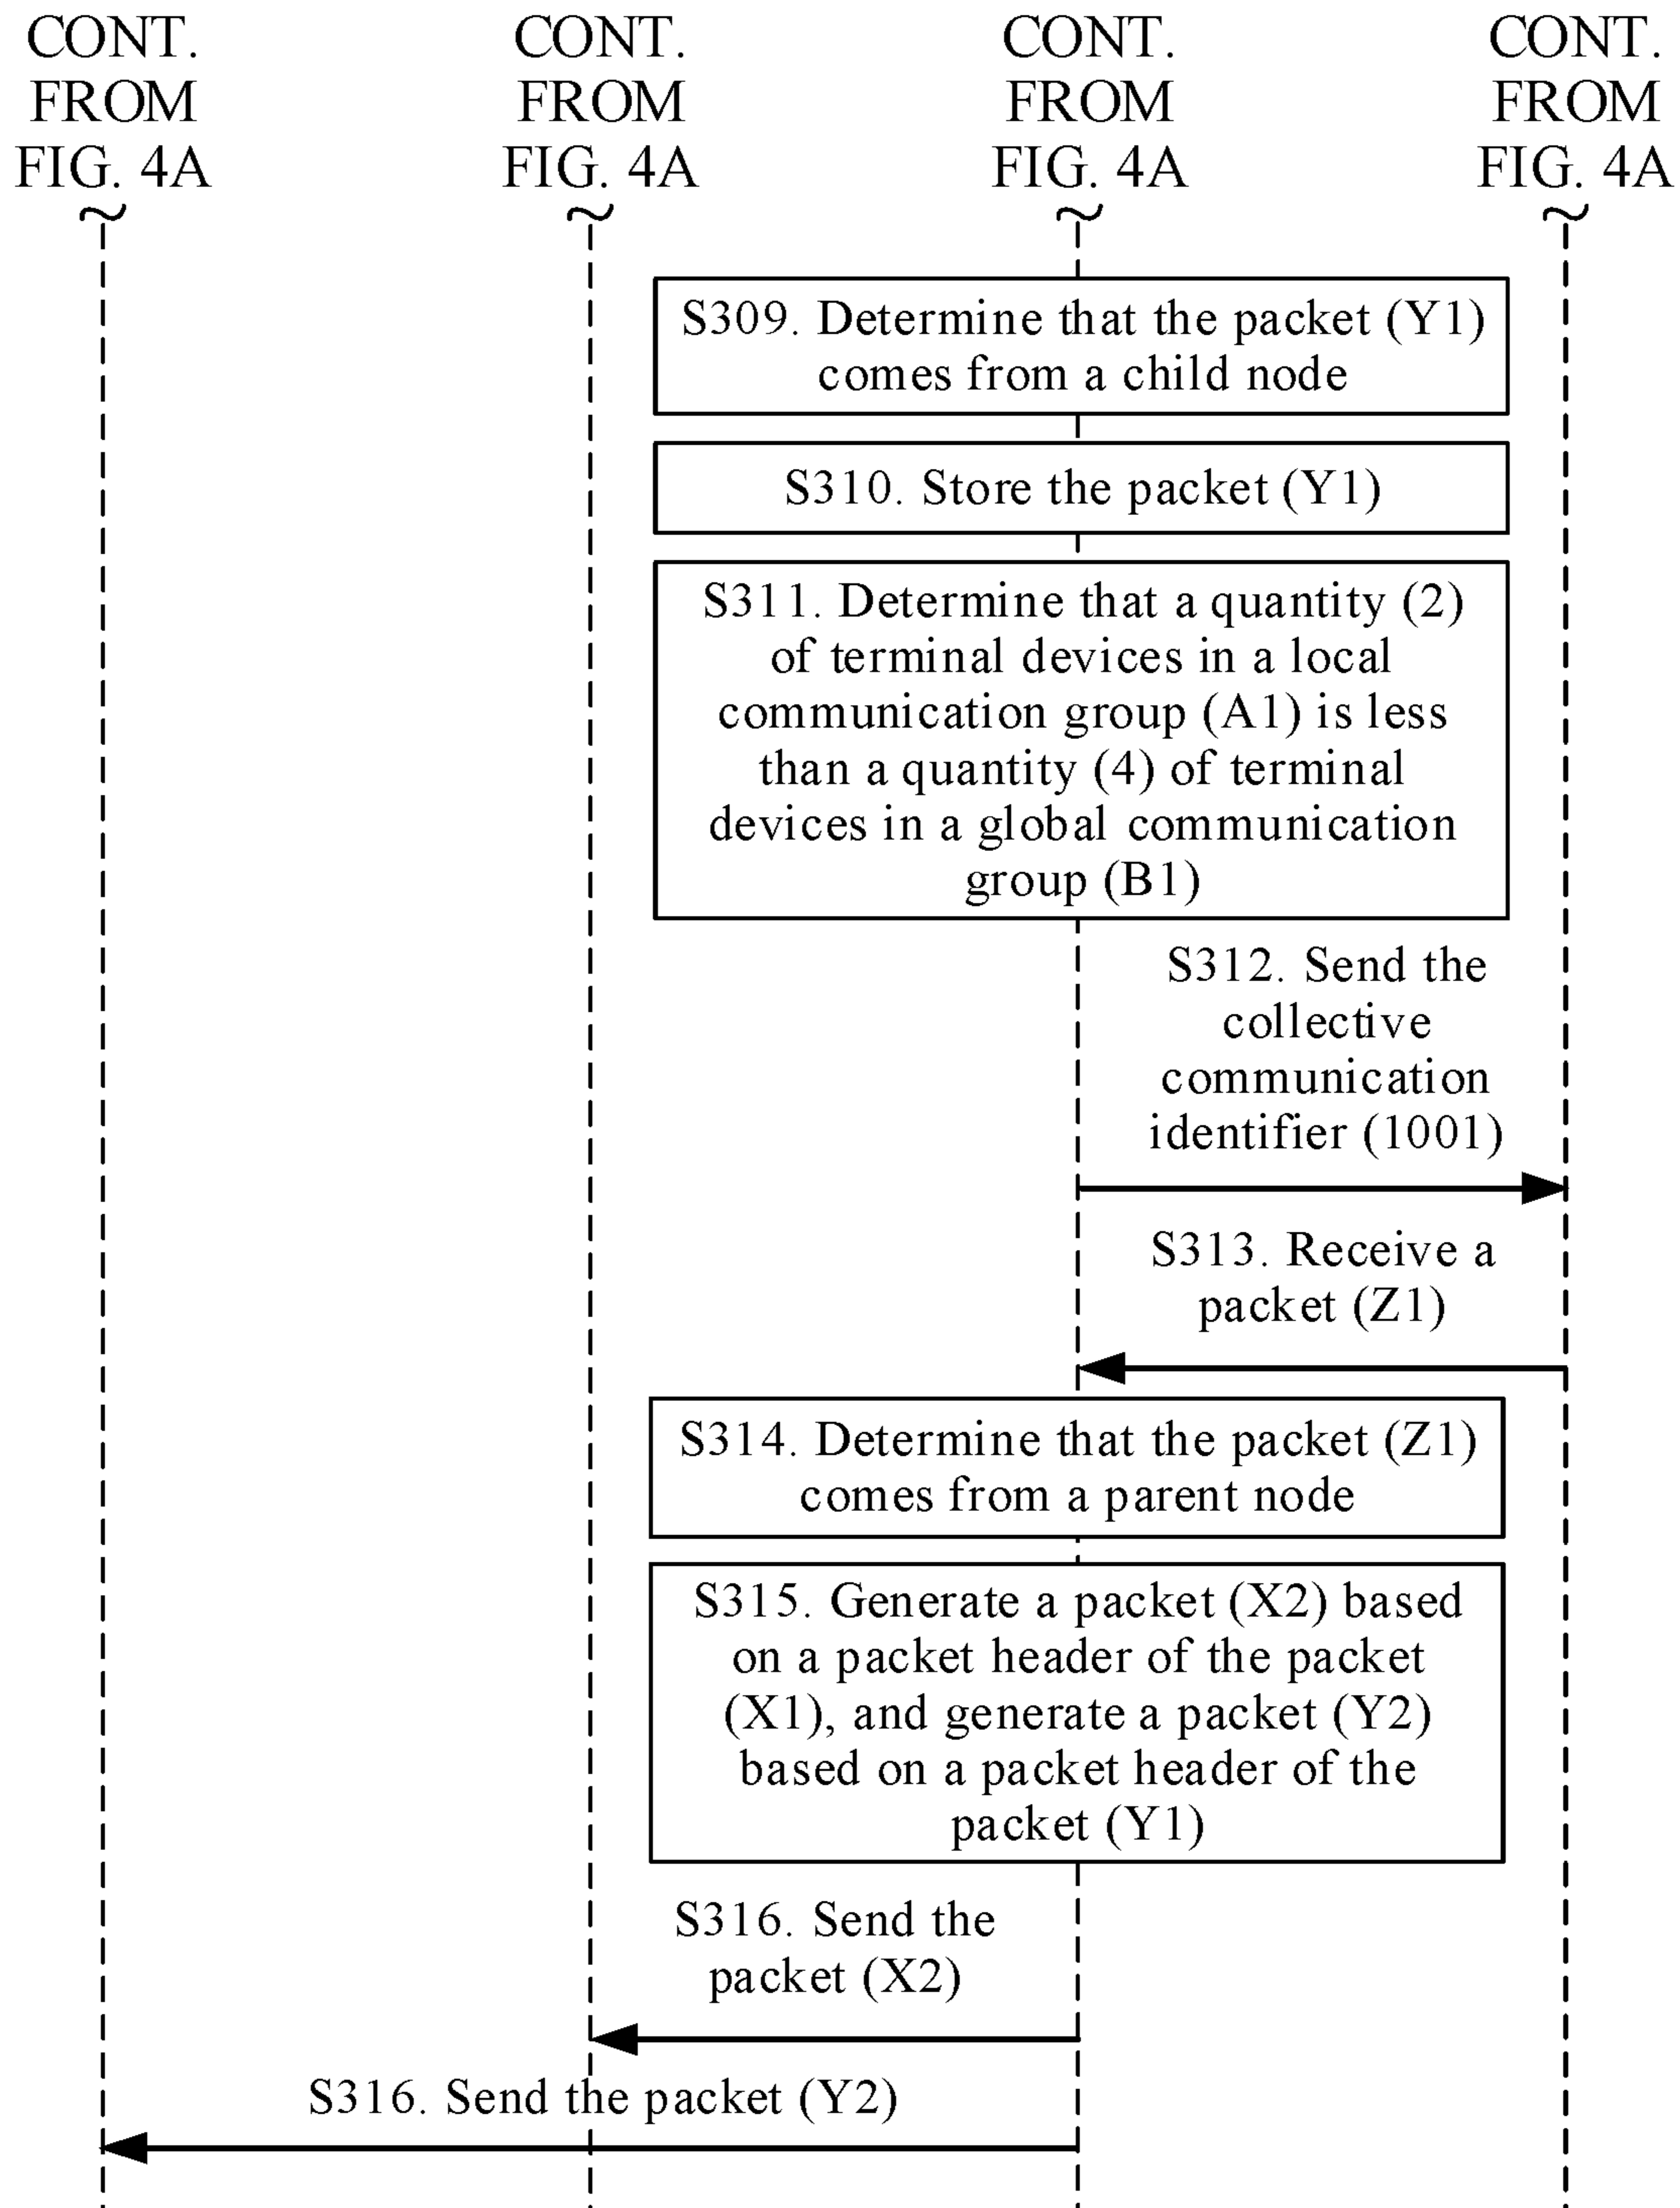 CONT.
FROM
FIG. 4A
CONT.
FROM
FIG. 4A
CONT.
FROM
FIG. 4A
CONT.
FROM
FIG. 4A
S309. Determine that the packet (Y1)
comes from a child node
S310. Store the packet (Y1)
S311. Determine that a quantity (2)
of terminal devices in a local
communication group (A1) is less
than a quantity (4) of terminal
devices in a global communication
group (B1)
S312. Send the
collective
communication
identifier (1001)
S313. Receive a
packet (Z1)
S314. Determine that the packet (Z1)
comes from a parent node
S315. Generate a packet (X2) based
on a packet header of the packet
(X1), and generate a packet (Y2)
based on a packet header of the
packet (Y1)
S316. Send the
packet (X2)
S316. Send the packet (Y2)